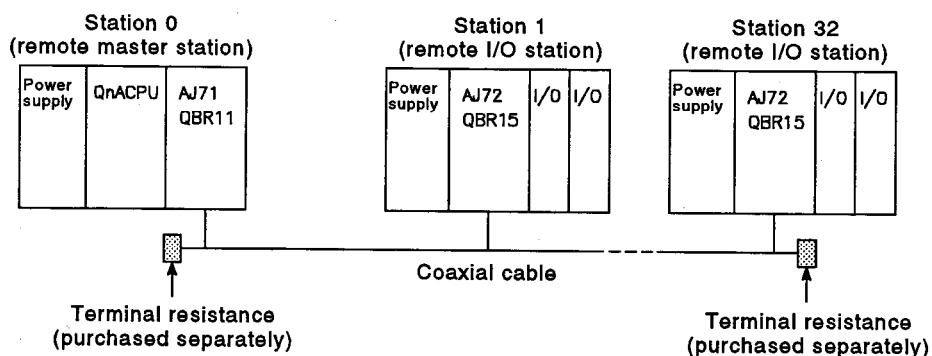 Station 0
(remote master station)
Station 1
(remote I/O station)
Station 32
(remote I/O station)
Power
supply
QnACPU
AJ71
QBR11
Power
supply
AJ72
QBR15
I/O
I/O
Power
supply
AJ72
QBR15
I/O
I/O
Coaxial cable
Terminal resistance
(purchased separately)
Terminal resistance
(purchased separately)